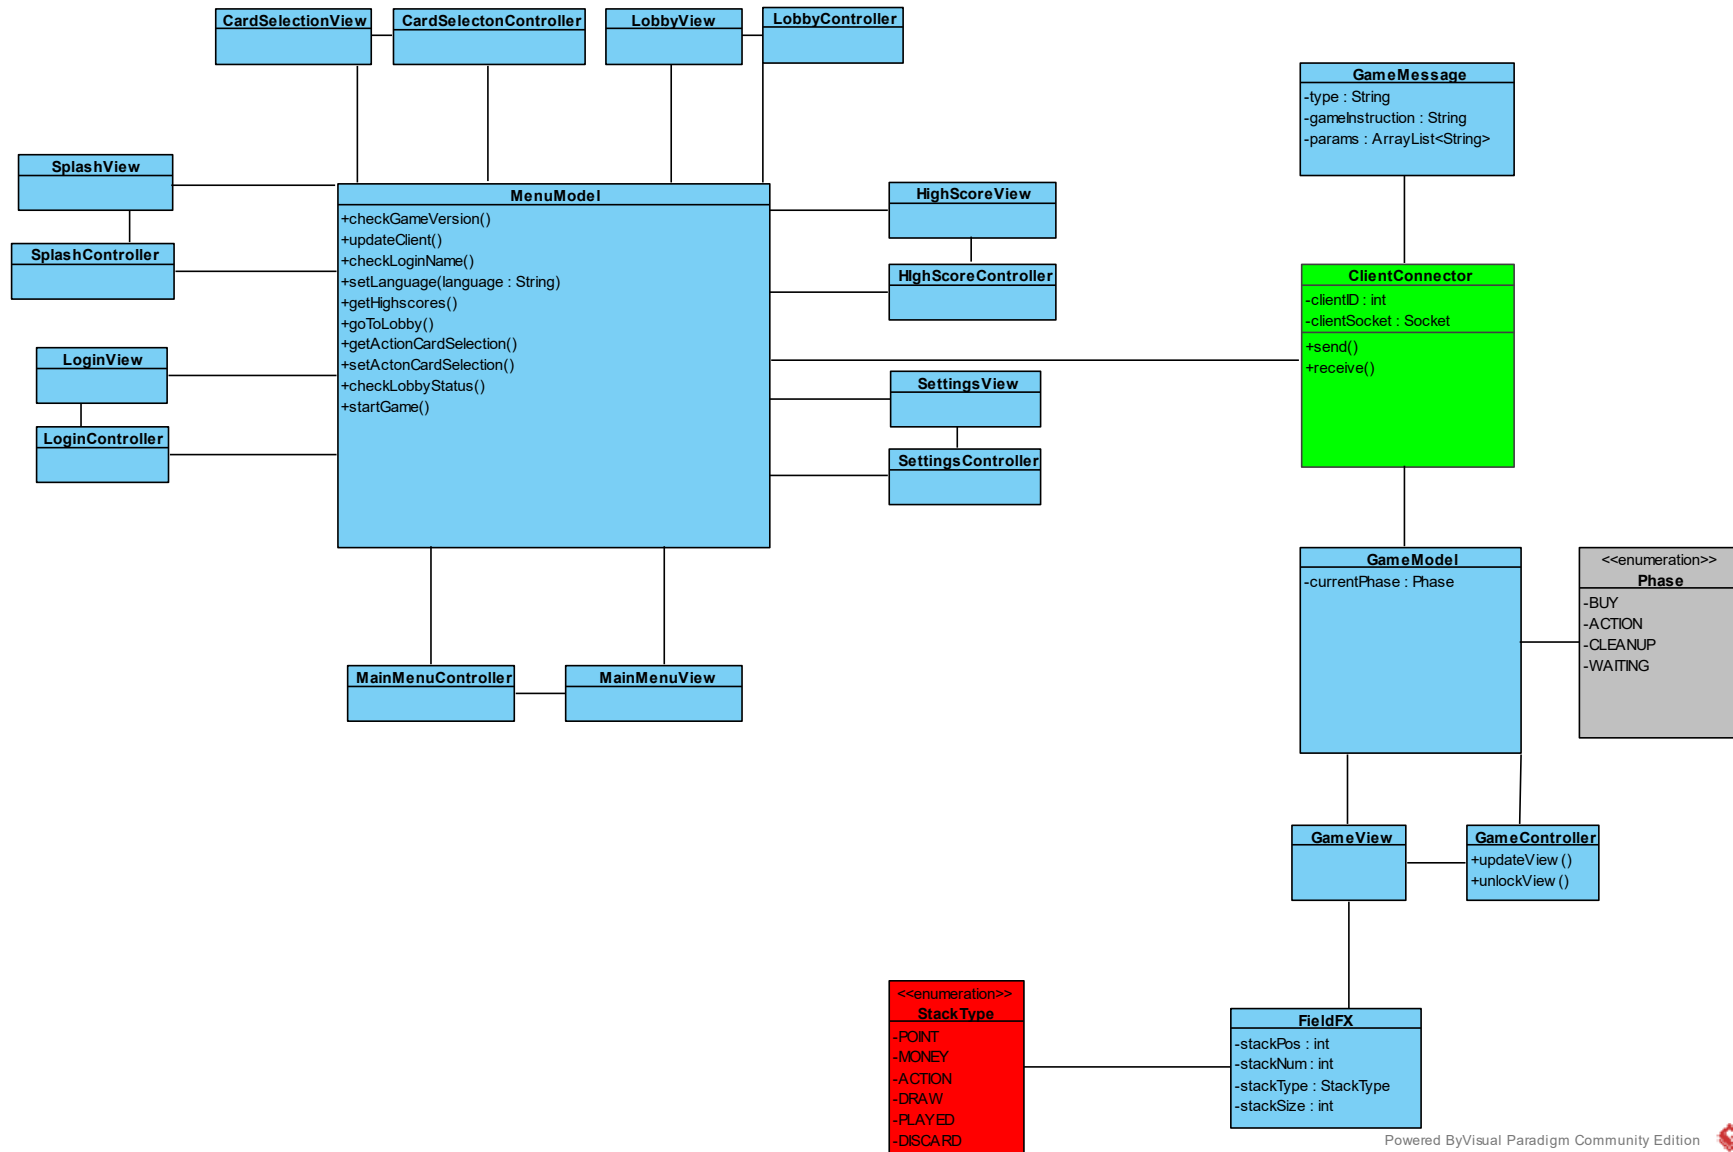 CardSelectionView
CardSelectonController
LobbyView
LobbyController
GameMessage
-type : String
-gameInstruction : String
-params : ArrayList<String>
SplashView
SplashController
MenuModel
+checkGameVersion()
+updateClient()
+checkLoginName()
+setLanguage(language : String)
+getHighscores()
+goToLobby()
+getActionCardSelection()
+setActonCardSelection()
+checkLobbyStatus()
+startGame()
HighScoreView
HIghScoreController
ClientConnector
-clientID : int
-clientSocket : Socket
+send()
+receive()
LoginView
LoginController
SettingsView
SettingsController
GameModel
-currentPhase : Phase
<<enumeration>>
Phase
-BUY
-ACTION
-CLEANUP
-WAITING
MainMenuController
MainMenuView
GameView
GameController
+updateView()
+unlockView()
<<enumeration>>
StackType
-POINT
-MONEY
-ACTION
-DRAW
-PLAYED
-DISCARD
FieldFX
-stackPos : int
-stackNum : int
-stackType : StackType
-stackSize : int
Powered ByVisual Paradigm Community Edition